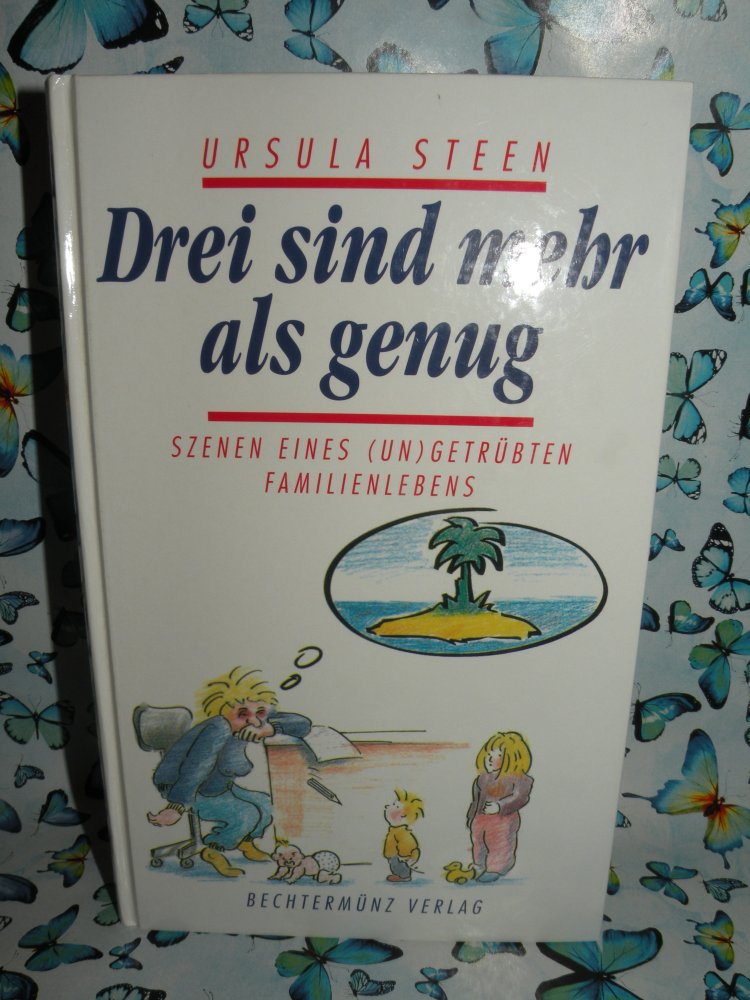 URSULA STEEN
Drei sind mehr
als genug
SZENEN EINES (UN)GETRÜBTEN
FAMILIENLEBENS
BECHTERMÜNZ VERLAG